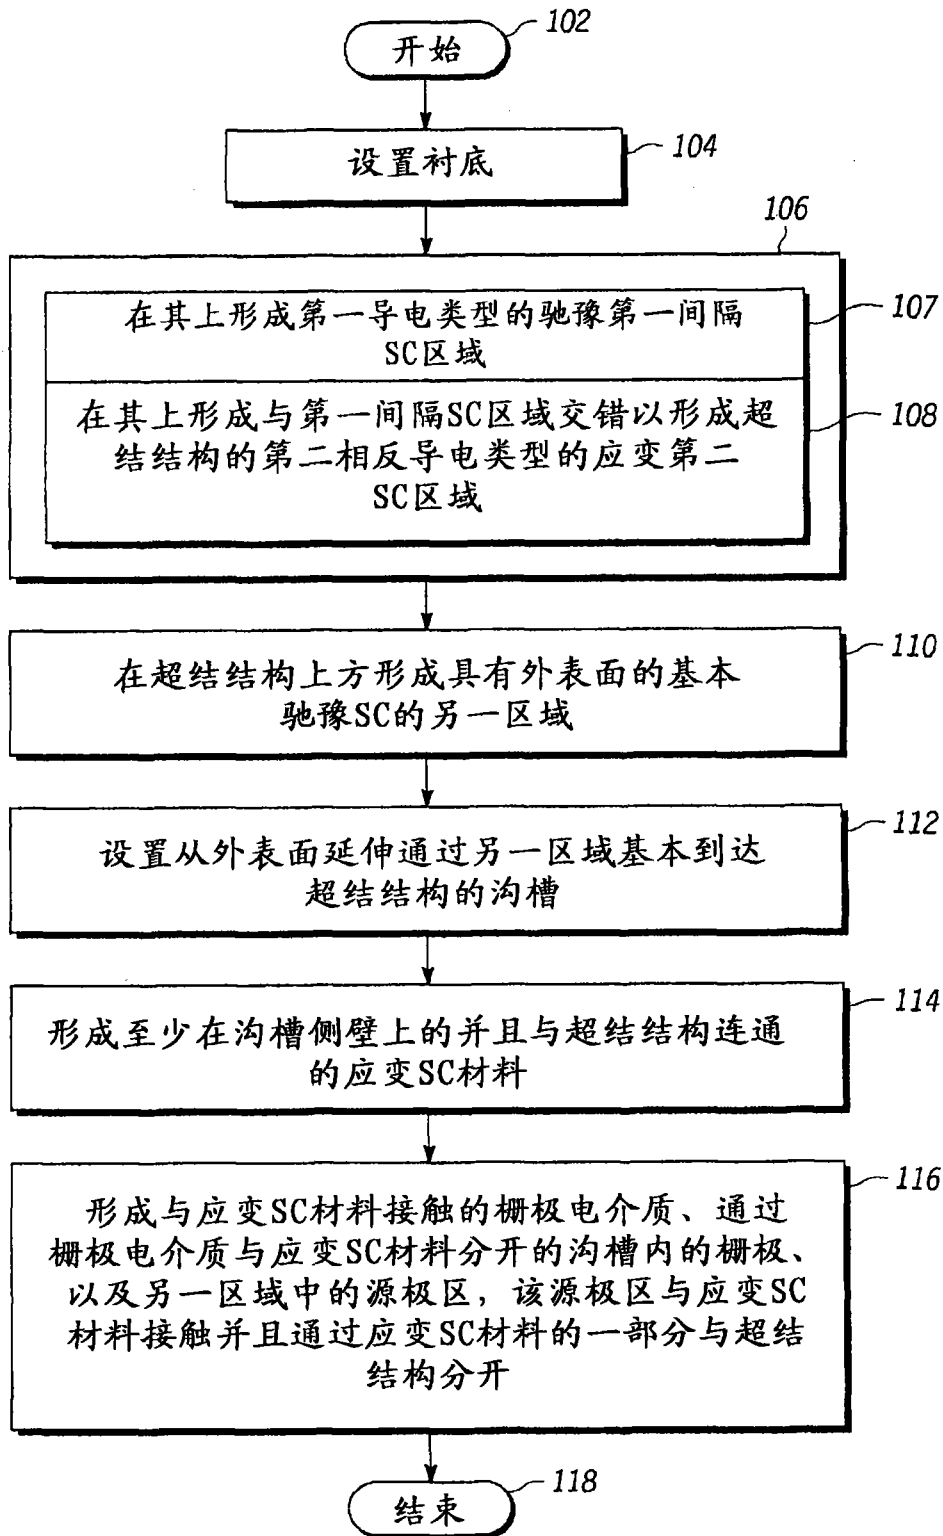 102
开始
设置衬底
104
106
在其上形成第一导电类型的驰豫第一间隔
SC区域
107
在其上形成与第一间隔SC区域交错以形成超
结结构的第二相反导电类型的应变第二
SC区域
108
在超结结构上方形成具有外表面的基本
驰豫SC的另一区域
110
设置从外表面延伸通过另一区域基本到达
超结结构的沟槽
112
形成至少在沟槽侧壁上的并且与超结结构连通
的应变SC材料
114
形成与应变SC材料接触的栅极电介质、通过
栅极电介质与应变SC材料分开的沟槽内的栅极、
以及另一区域中的源极区，该源极区与应变SC
材料接触并且通过应变SC材料的一部分与超结
结构分开
116
结束
118